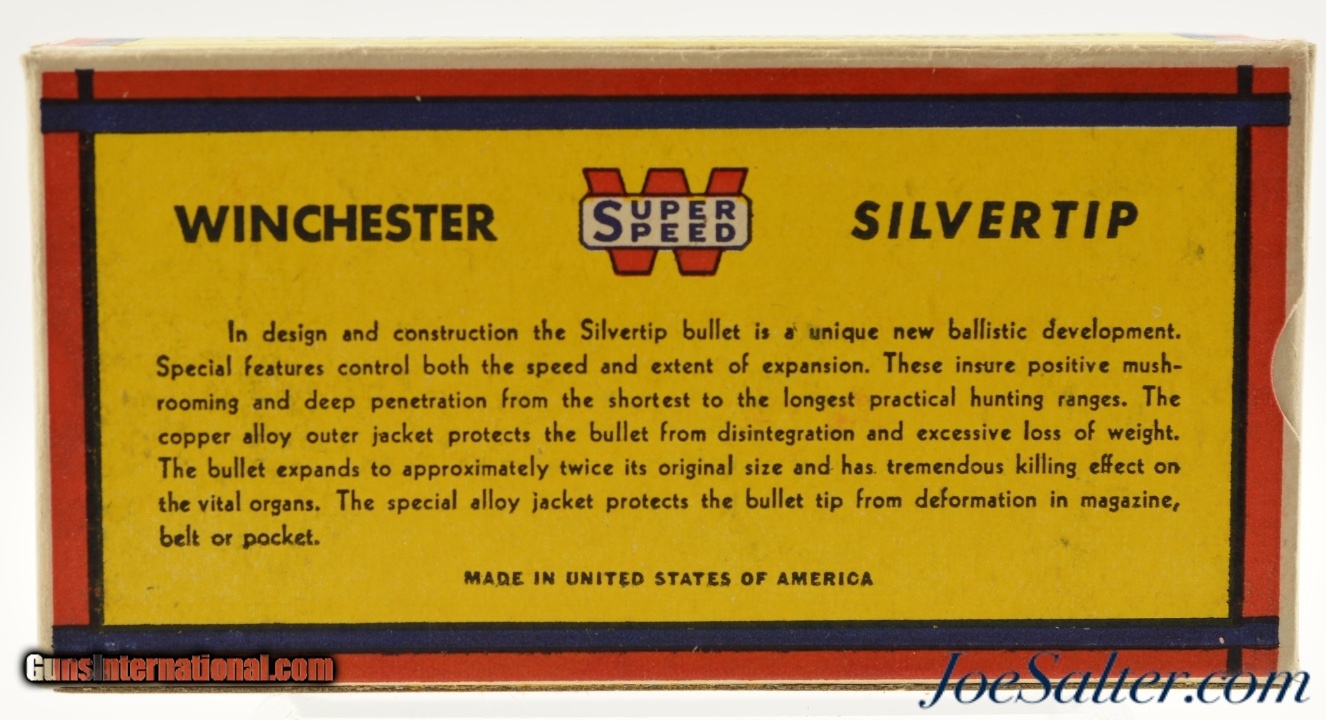 WINCHESTER SUPER SPEED SILVERTIP
In design and construction the Silvertip bullet is a unique new ballistic development.
Special features control both the speed and extent of expansion. These insure positive mush-
rooming and deep penetration from the shortest to the longest practical hunting ranges. The
copper alloy outer jacket protects the bullet from disintegration and excessive loss of weight.
The bullet expands to approximately twice its original size and has tremendous killing effect on
the vital organs. The special alloy jacket protects the bullet tip from deformation in magazine,
belt or pocket.
MADE IN UNITED STATES OF AMERICA
GunsInternational.com
JoeSalter.com